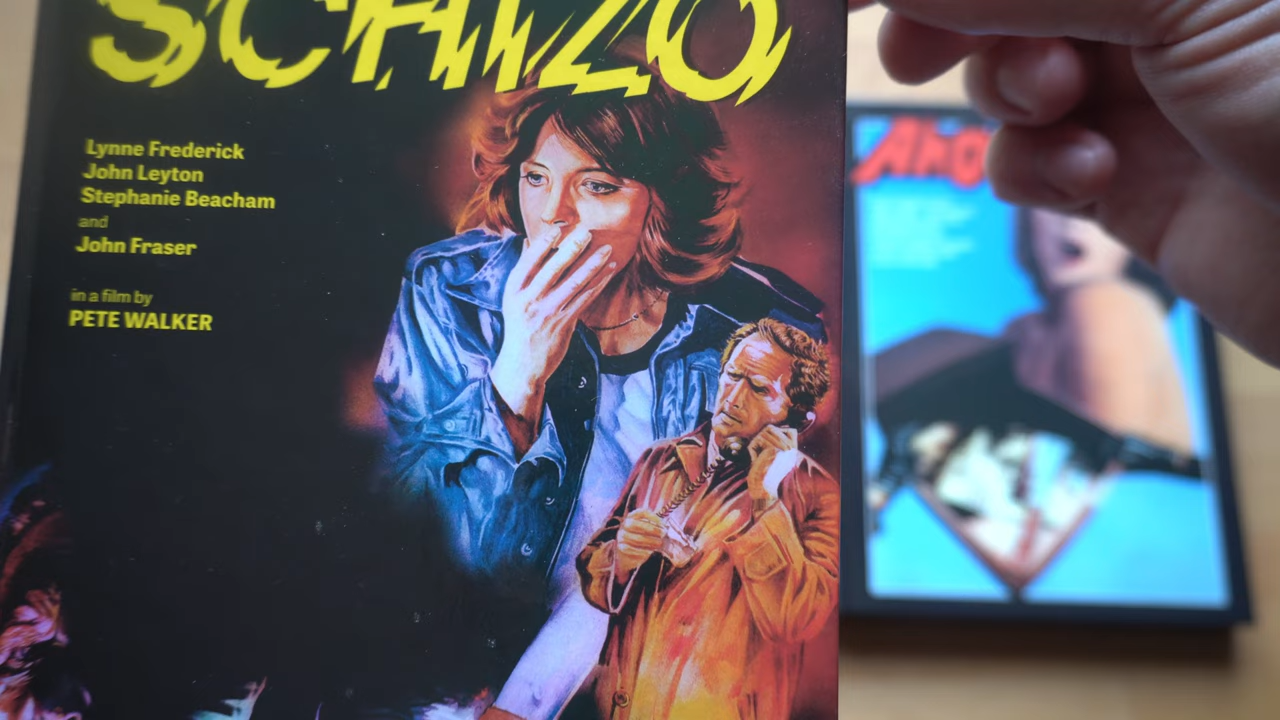 SCHIZO
Lynne Frederick
John Leyton
Stephanie Beacham
and
John Fraser
in a film by
PETE WALKER